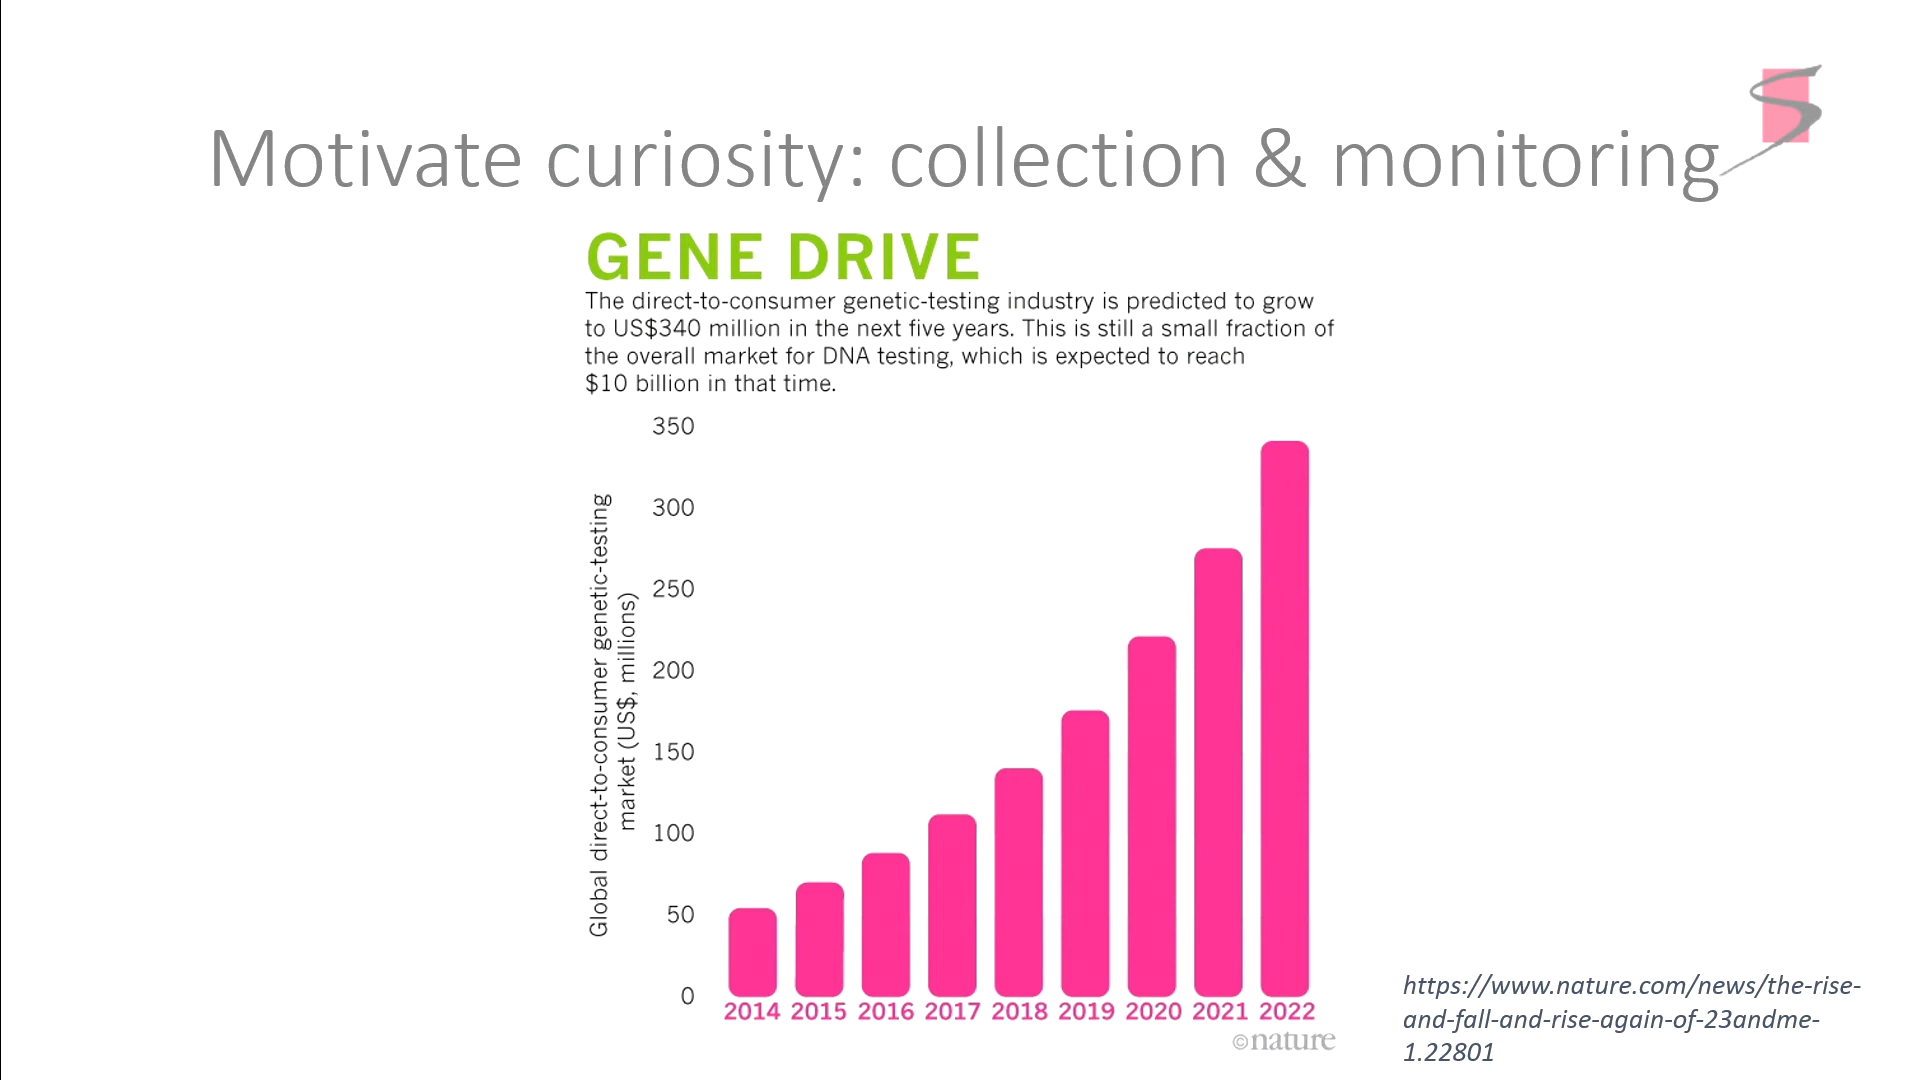 Motivate curiosity: collection & monitoring
GENE DRIVE
The direct-to-consumer genetic-testing industry is predicted to grow
to US$340 million in the next five years. This is still a small fraction of
the overall market for DNA testing, which is expected to reach
$10 billion in that time.
Global direct-to-consumer genetic-testing
market (US$, millions)
350
300
250
200
150
100
50
0
2014 2015 2016 2017 2018 2019 2020 2021 2022
©nature
https://www.nature.com/news/the-rise-
and-fall-and-rise-again-of-23andme-
1.22801